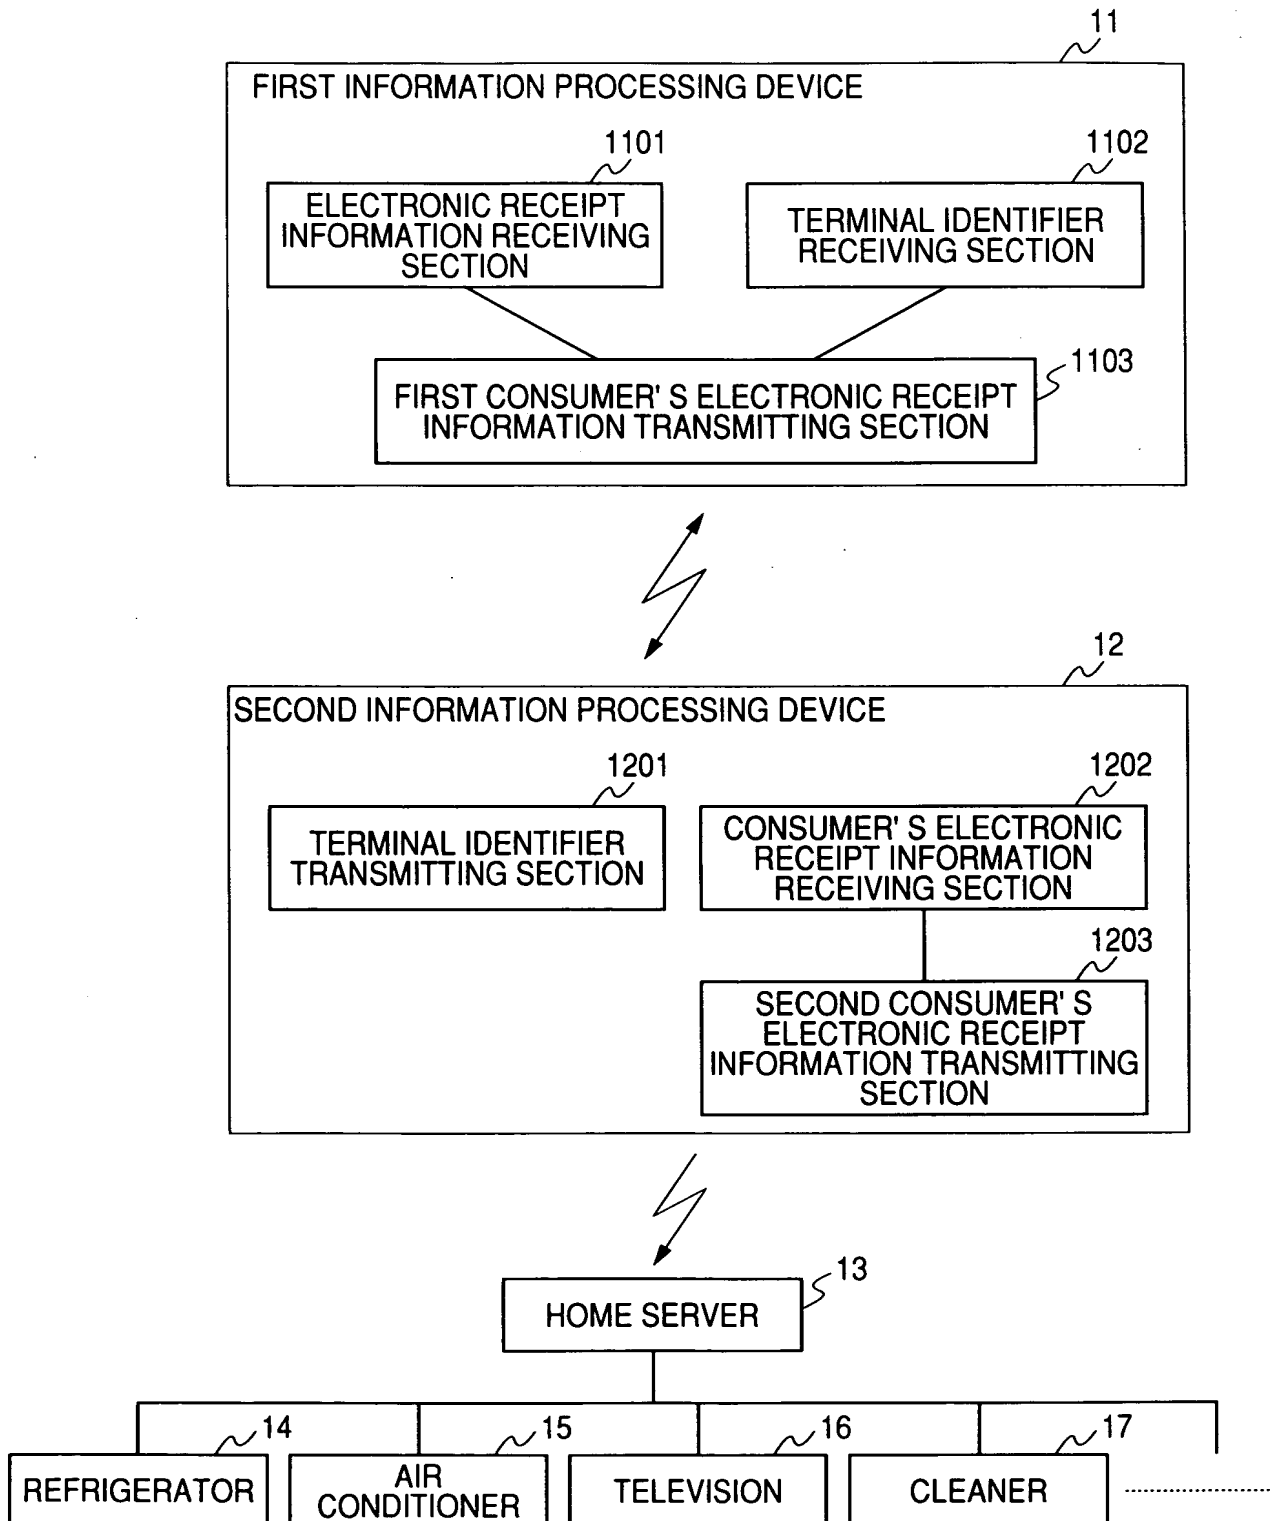 11
FIRST INFORMATION PROCESSING DEVICE
1101
1102
ELECTRONIC RECEIPT
INFORMATION RECEIVING
SECTION
TERMINAL IDENTIFIER
RECEIVING SECTION
1103
FIRST CONSUMER' S ELECTRONIC RECEIPT
INFORMATION TRANSMITTING SECTION
12
SECOND INFORMATION PROCESSING DEVICE
1201
1202
TERMINAL IDENTIFIER
TRANSMITTING SECTION
CONSUMER' S ELECTRONIC
RECEIPT INFORMATION
RECEIVING SECTION
1203
SECOND CONSUMER' S
ELECTRONIC RECEIPT
INFORMATION TRANSMITTING
SECTION
13
HOME SERVER
14
15
16
17
REFRIGERATOR
AIR
CONDITIONER
TELEVISION
CLEANER